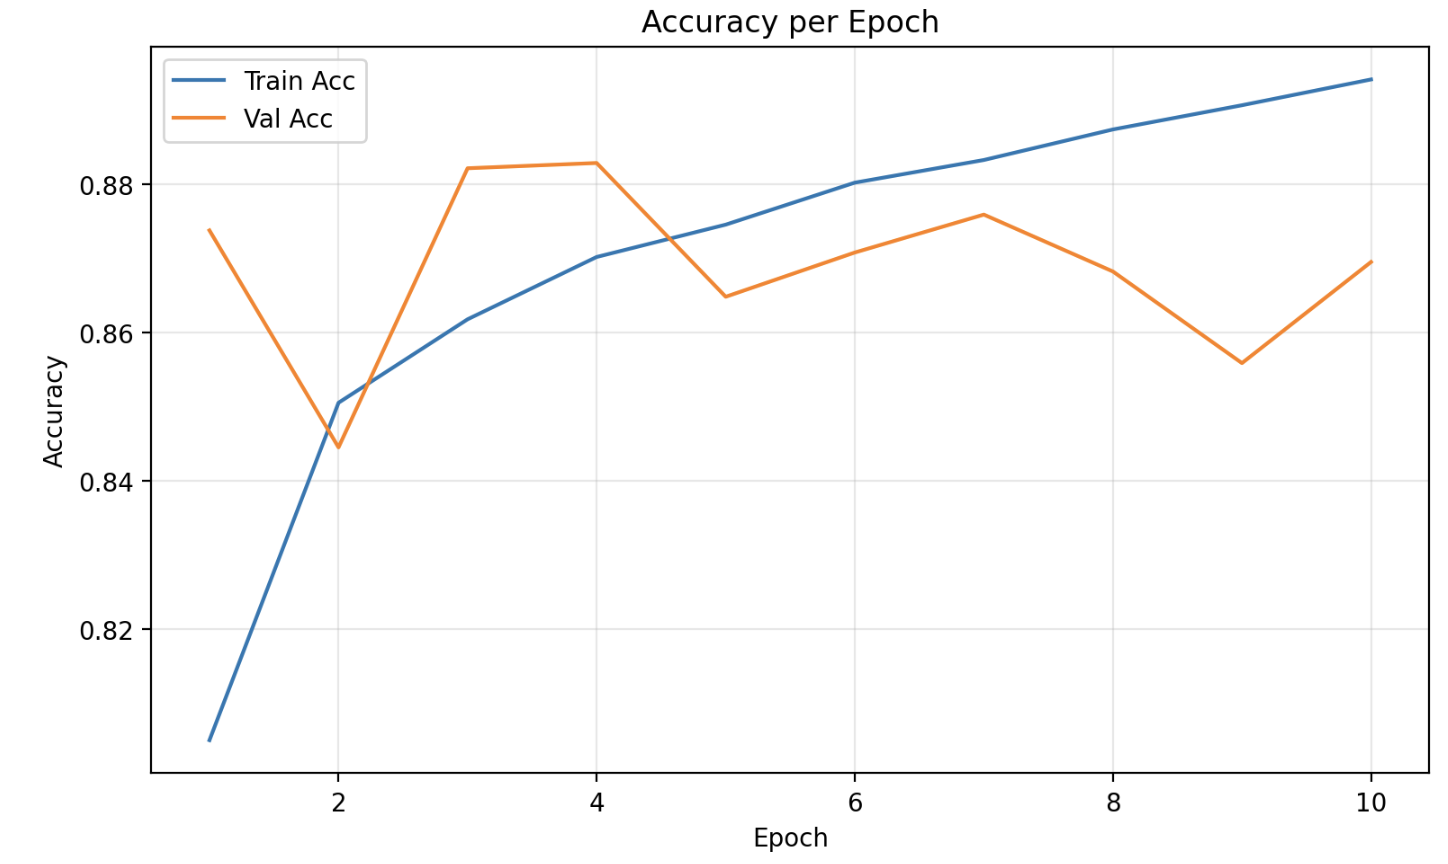 Accuracy per Epoch
Train Acc
Val Acc
0.88
0.86
0.84
0.82
Accuracy
2 4 6 8 10
Epoch